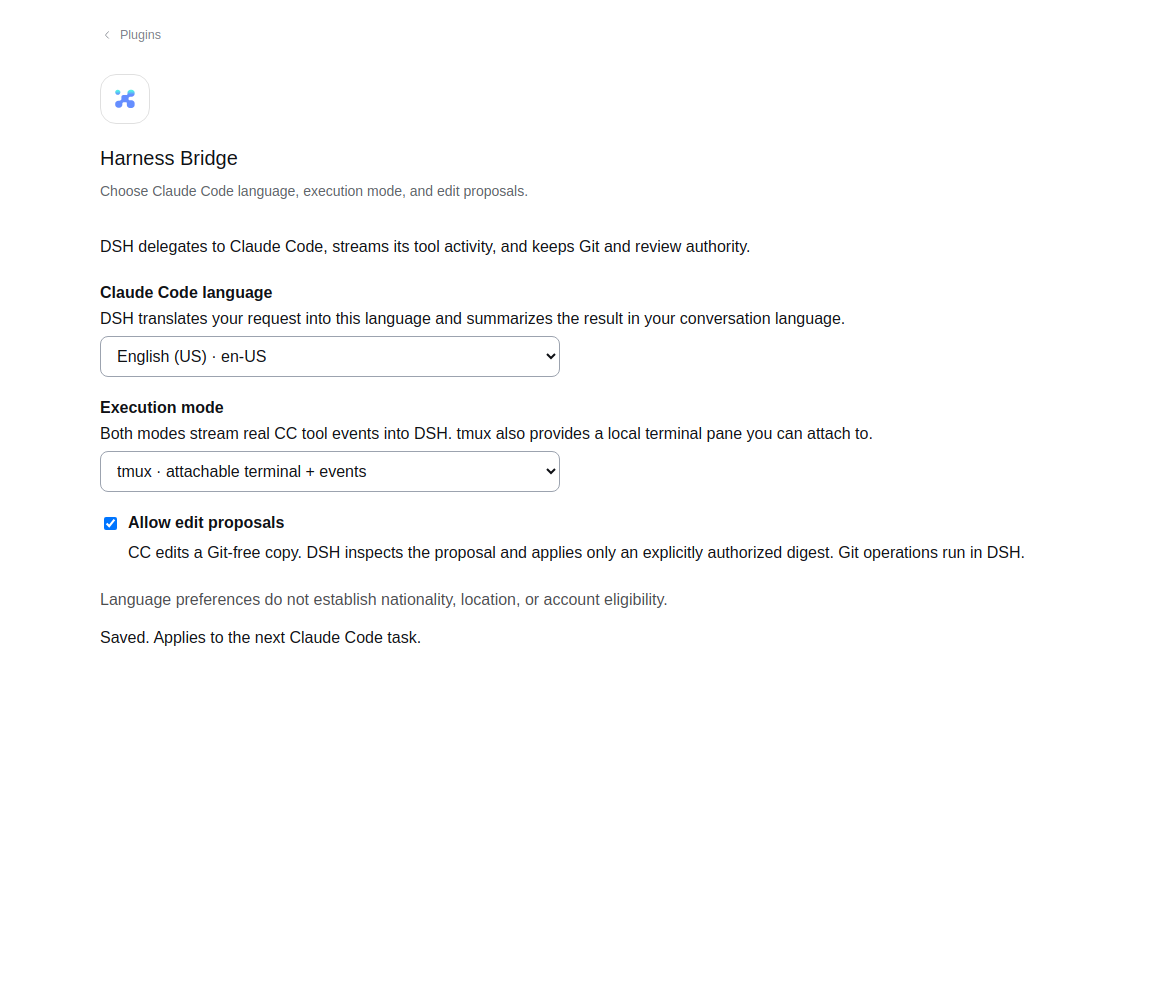 Plugins
Harness Bridge
Choose Claude Code language, execution mode, and edit proposals.
DSH delegates to Claude Code, streams its tool activity, and keeps Git and review authority.
Claude Code language
DSH translates your request into this language and summarizes the result in your conversation language.
English (US) · en-US
Execution mode
Both modes stream real CC tool events into DSH. tmux also provides a local terminal pane you can attach to.
tmux · attachable terminal + events
Allow edit proposals
CC edits a Git-free copy. DSH inspects the proposal and applies only an explicitly authorized digest. Git operations run in DSH.
Language preferences do not establish nationality, location, or account eligibility.
Saved. Applies to the next Claude Code task.